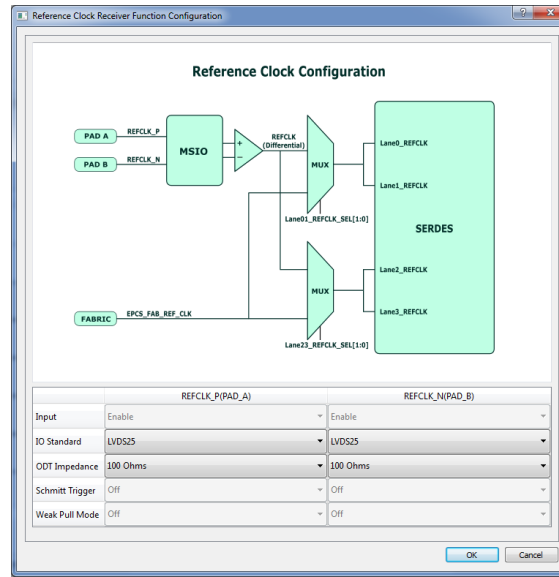 Reference Clock Receiver Function Configuration
Reference Clock Configuration
PAD A
REFCLK_P
PAD B
REFCLK_N
MSIO
+
−
REFCLK
(Differential)
MUX
Lane01_REFCLK_SEL[1:0]
Lane0_REFCLK
Lane1_REFCLK
SERDES
Lane2_REFCLK
Lane3_REFCLK
MUX
FABRIC
EPCS_FAB_REF_CLK
Lane23_REFCLK_SEL[1:0]
REFCLK_P(PAD_A) REFCLK_N(PAD_B)
Input Enable Enable
IO Standard LVDS25 LVDS25
ODT Impedance 100 Ohms 100 Ohms
Schmitt Trigger Off Off
Weak Pull Mode Off Off
OK Cancel